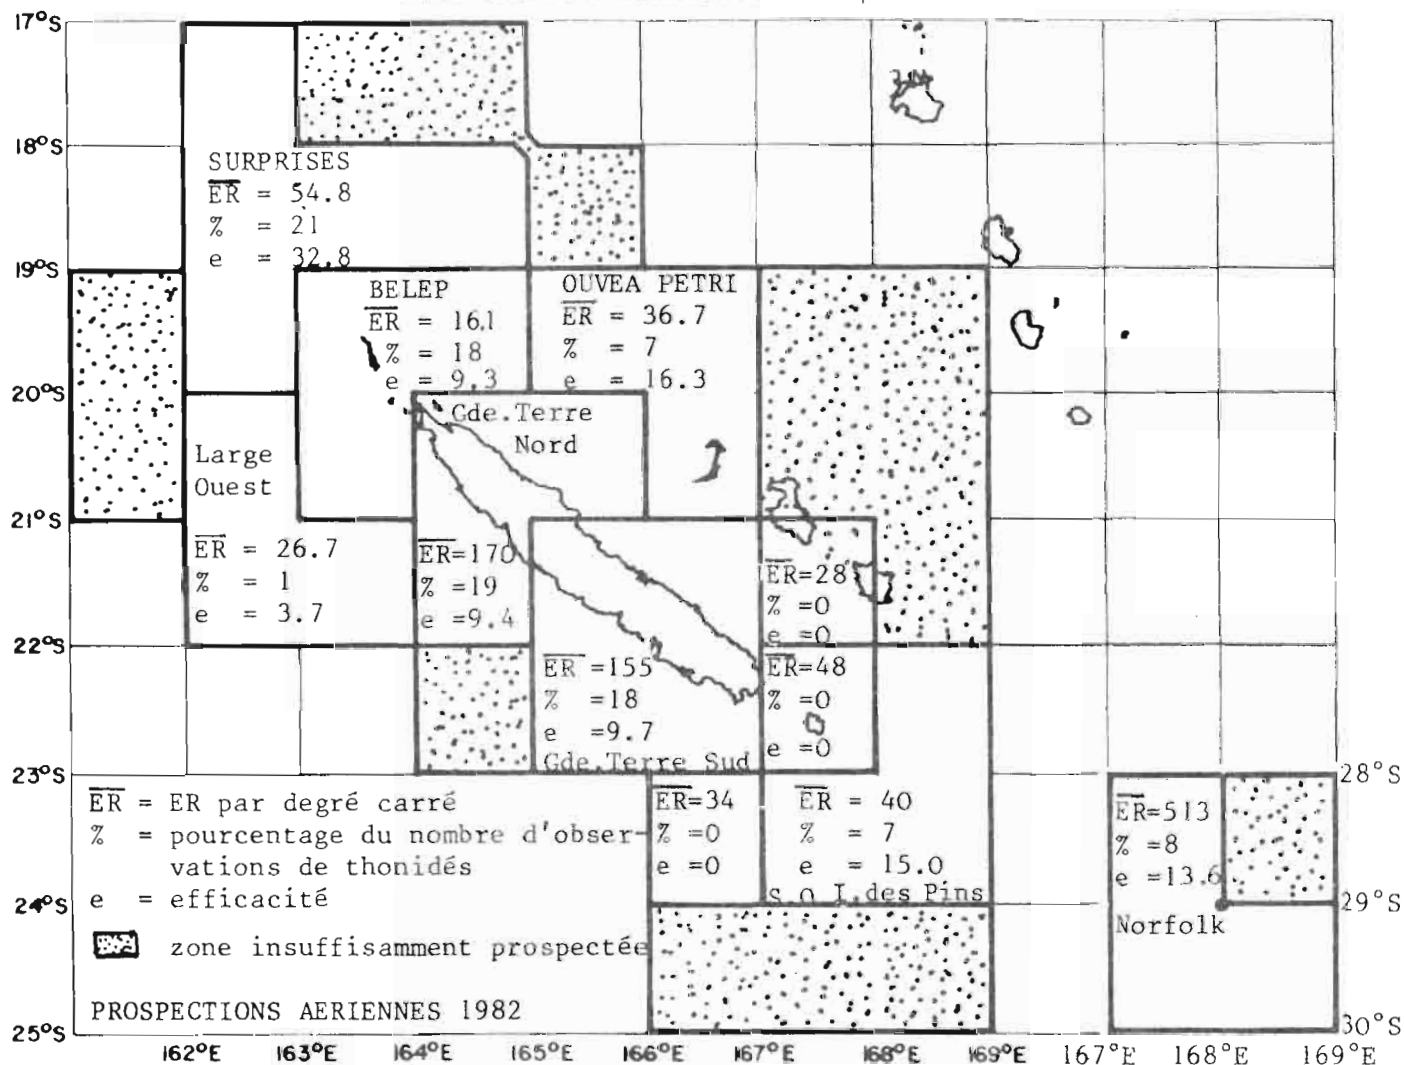 17°S
18°S
SURPRISES
ER = 54.8
% = 21
e = 32.8
19°S
BELEP
ER = 16.1
% = 18
e = 9.3
OUVEA PETRI
ER = 36.7
% = 7
e = 16.3
20°S
Gde.Terre
Nord
Large
Ouest
21°S
ER = 26.7
% = 1
e = 3.7
ER=170
% =19
e =9.4
ER=28
% =0
e =0
22°S
ER =155
% =18
e =9.7
Gde.Terre Sud
ER=48
% =0
e =0
23°S
28°S
ER = ER par degré carré
% = pourcentage du nombre d'obser-
vations de thonidés
e = efficacité
zone insuffisamment prospectée
ER=34
% =0
e =0
ER = 40
% = 7
e = 15.0
S.O I.des Pins
ER=513
% =8
e =13.6
Norfolk
24°S
29°S
PROSPECTIONS AERIENNES 1982
25°S
30°S
162°E 163°E 164°E 165°E 166°E 167°E 168°E 169°E 167°E 168°E 169°E